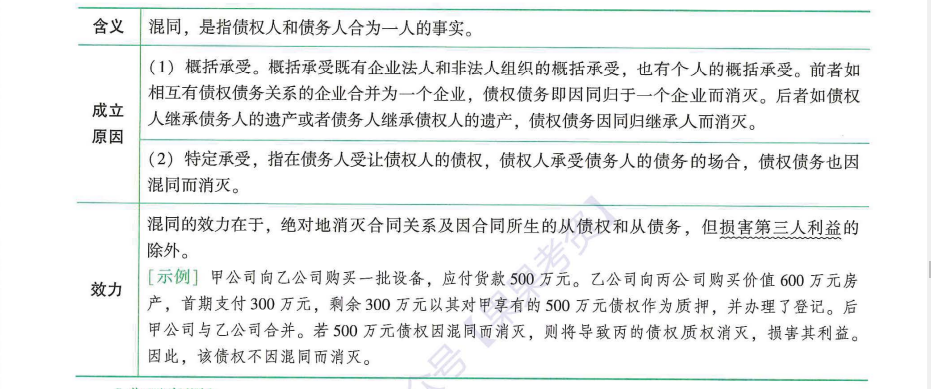 含义 混同，是指债权人和债务人合为一人的事实。
（1）概括承受。概括承受既有企业法人和非法人组织的概括承受，也有个人的概括承受。前者如
相互有债权债务关系的企业合并为一个企业，债权债务即因同归于一个企业而消灭。后者如债权
人继承债务人的遗产或者债务人继承债权人的遗产，债权债务因同归继承人而消灭。
成立
原因
（2）特定承受，指在债务人受让债权人的债权，债权人承受债务人的债务的场合，债权债务也因
混同而消灭。
效力
混同的效力在于，绝对地消灭合同关系及因合同所生的从债权和从债务，但损害第三人利益的
除外。
［示例］甲公司向乙公司购买一批设备，应付货款 500 万元。乙公司向丙公司购买价值 600 万元房
产，首期支付 300 万元，剩余 300 万元以其对甲享有的 500 万元债权作为质押，并办理了登记。后
甲公司与乙公司合并。若 500 万元债权因混同而消灭，则将导致丙的债权质权消灭，损害其利益。
因此，该债权不因混同而消灭。